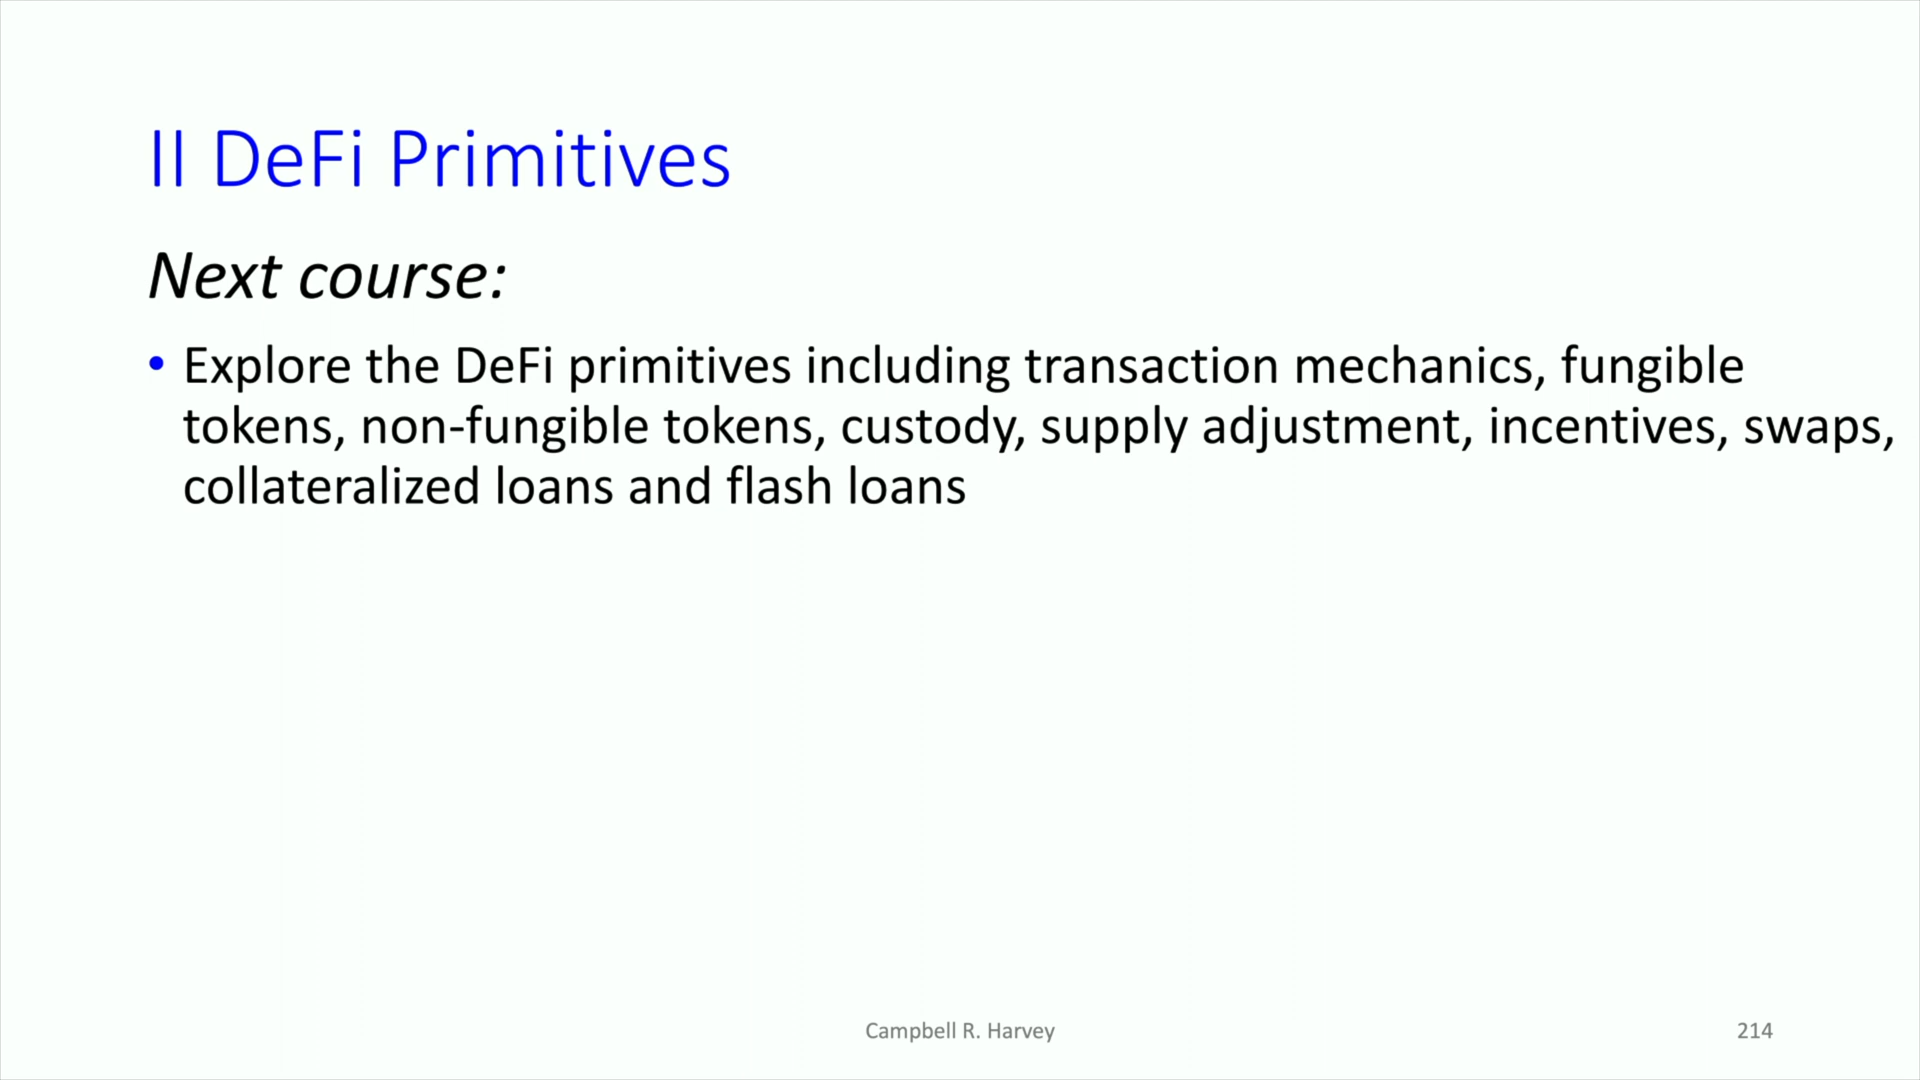 II DeFi Primitives
Next course:
• Explore the DeFi primitives including transaction mechanics, fungible
tokens, non-fungible tokens, custody, supply adjustment, incentives, swaps,
collateralized loans and flash loans
Campbell R. Harvey
214